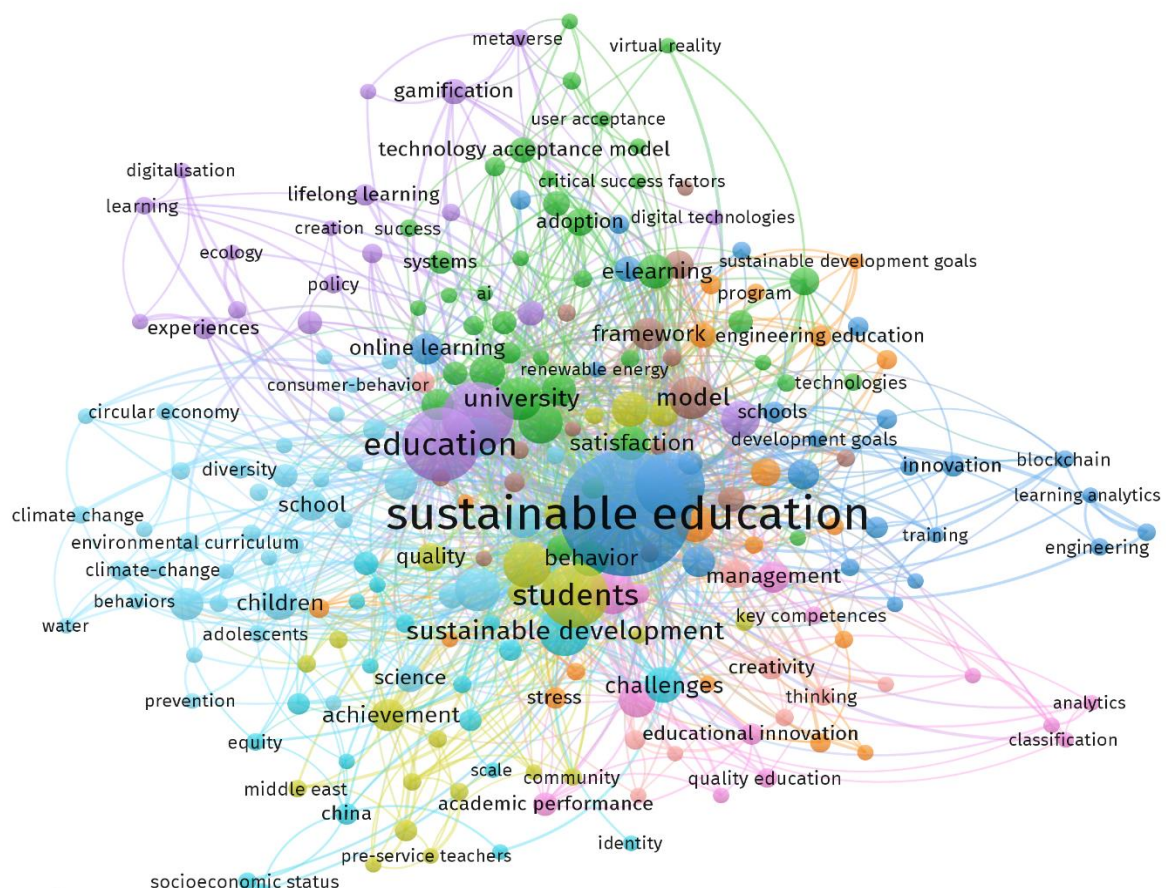 metaverse
virtual reality
gamification
user acceptance
technology acceptance model
digitalisation
critical success factors
lifelong learning
learning
digital technologies
creation
success
adoption
ecology
systems
e-learning
sustainable development goals
policy
ai
program
experiences
framework
engineering education
online learning
renewable energy
consumer-behavior
technologies
university
model
circular economy
schools
education
satisfaction
development goals
diversity
innovation
blockchain
school
learning analytics
climate change
sustainable education
environmental curriculum
training
engineering
quality
behavior
climate-change
management
behaviors
children
students
key competences
water
adolescents
sustainable development
science
creativity
challenges
prevention
stress
thinking
analytics
achievement
equity
educational innovation
classification
scale
community
quality education
middle east
academic performance
china
identity
pre-service teachers
socioeconomic status